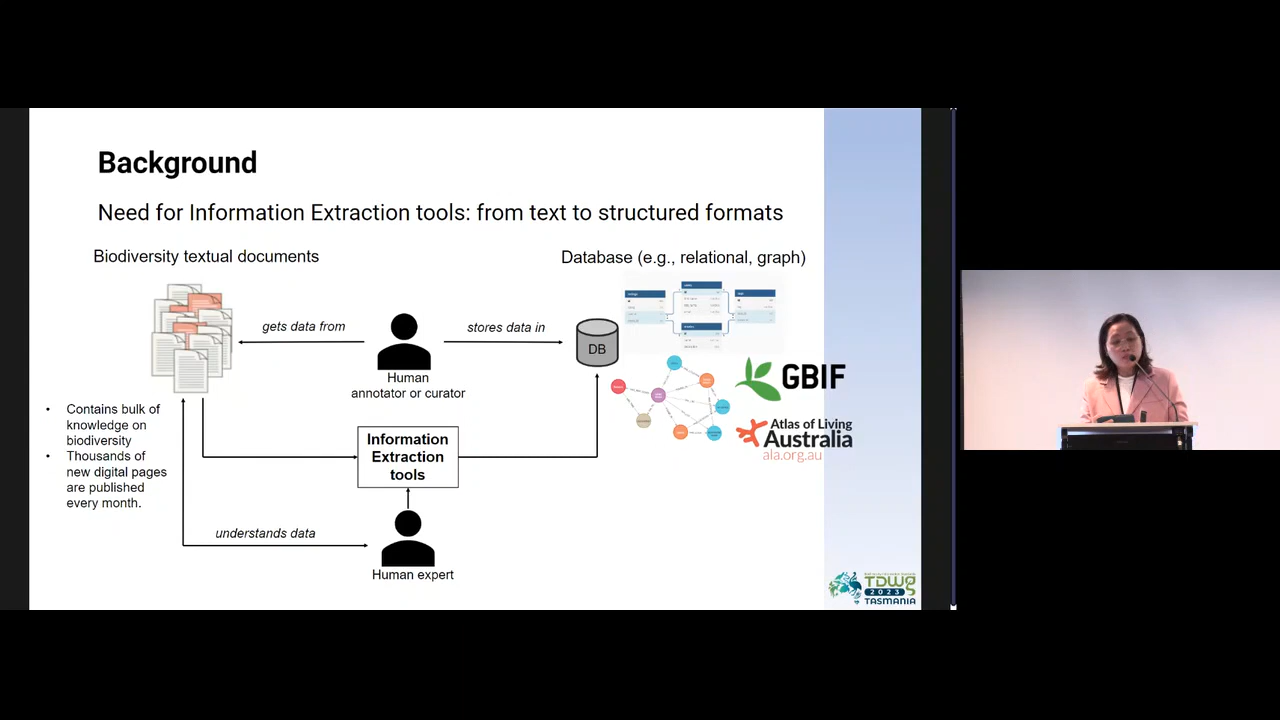 Background
Need for Information Extraction tools: from text to structured formats
Biodiversity textual documents
Database (e.g., relational, graph)
gets data from
stores data in
DB
Human
annotator or curator
GBIF
Atlas of Living
Australia
ala.org.au
• Contains bulk of
knowledge on
biodiversity
• Thousands of
new digital pages
are published
every month.
Information
Extraction
tools
understands data
Human expert
TDWG
2023
TASMANIA